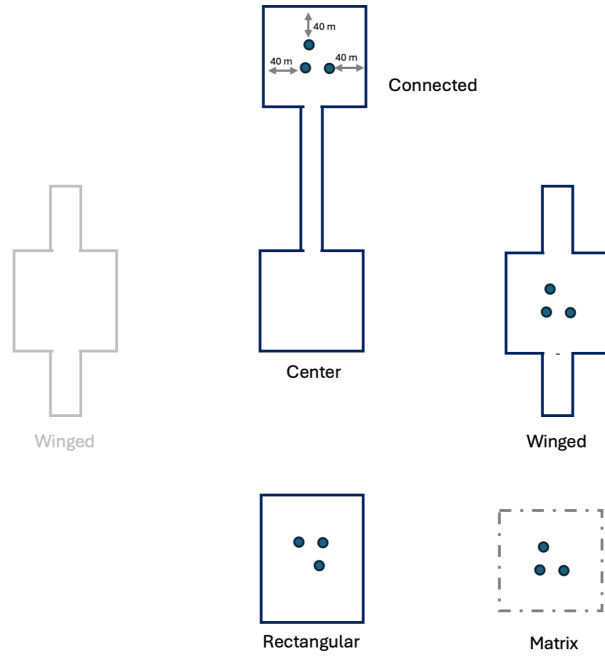 40 m
40 m 40 m
Connected
Center
Winged
Winged
Rectangular
Matrix